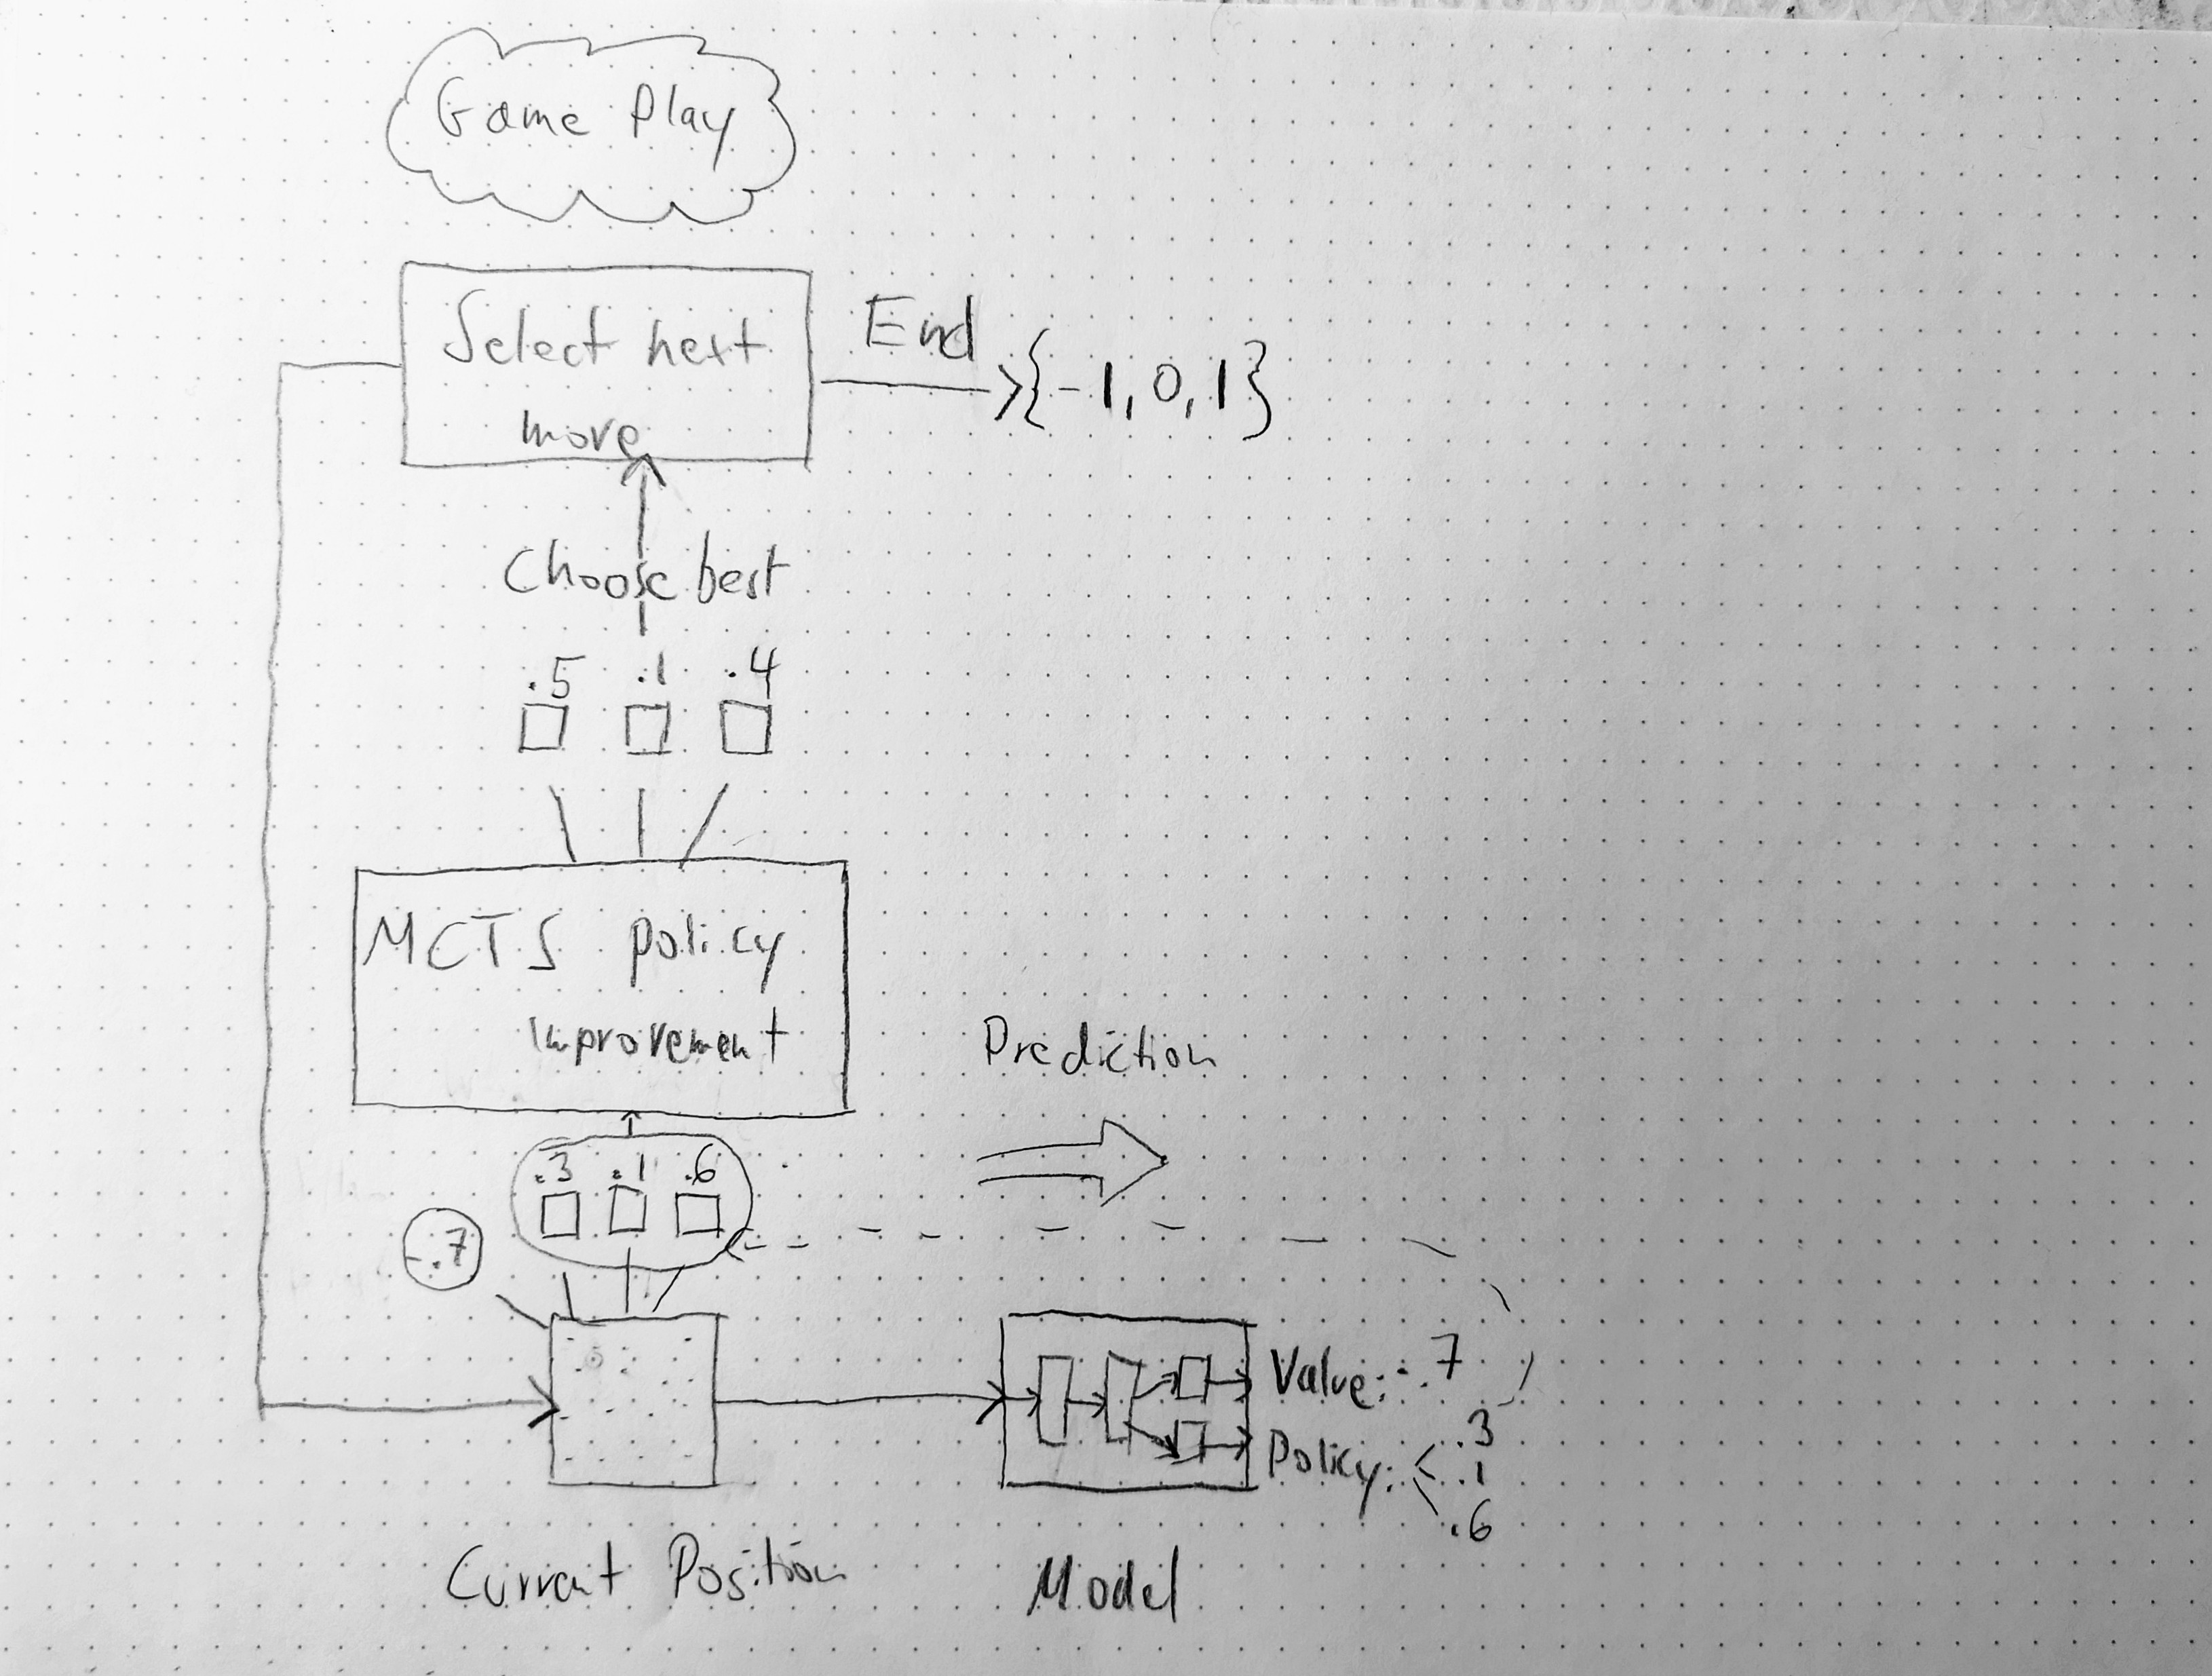 Game Play
Select next
move
End
{-1, 0, 1}
Choose best
.5 .1 .4
MCTS policy
improvement
Prediction
.3 .1 .6
-.7
Value: -.7
Policy: .3
.1
.6
Current Position
Model